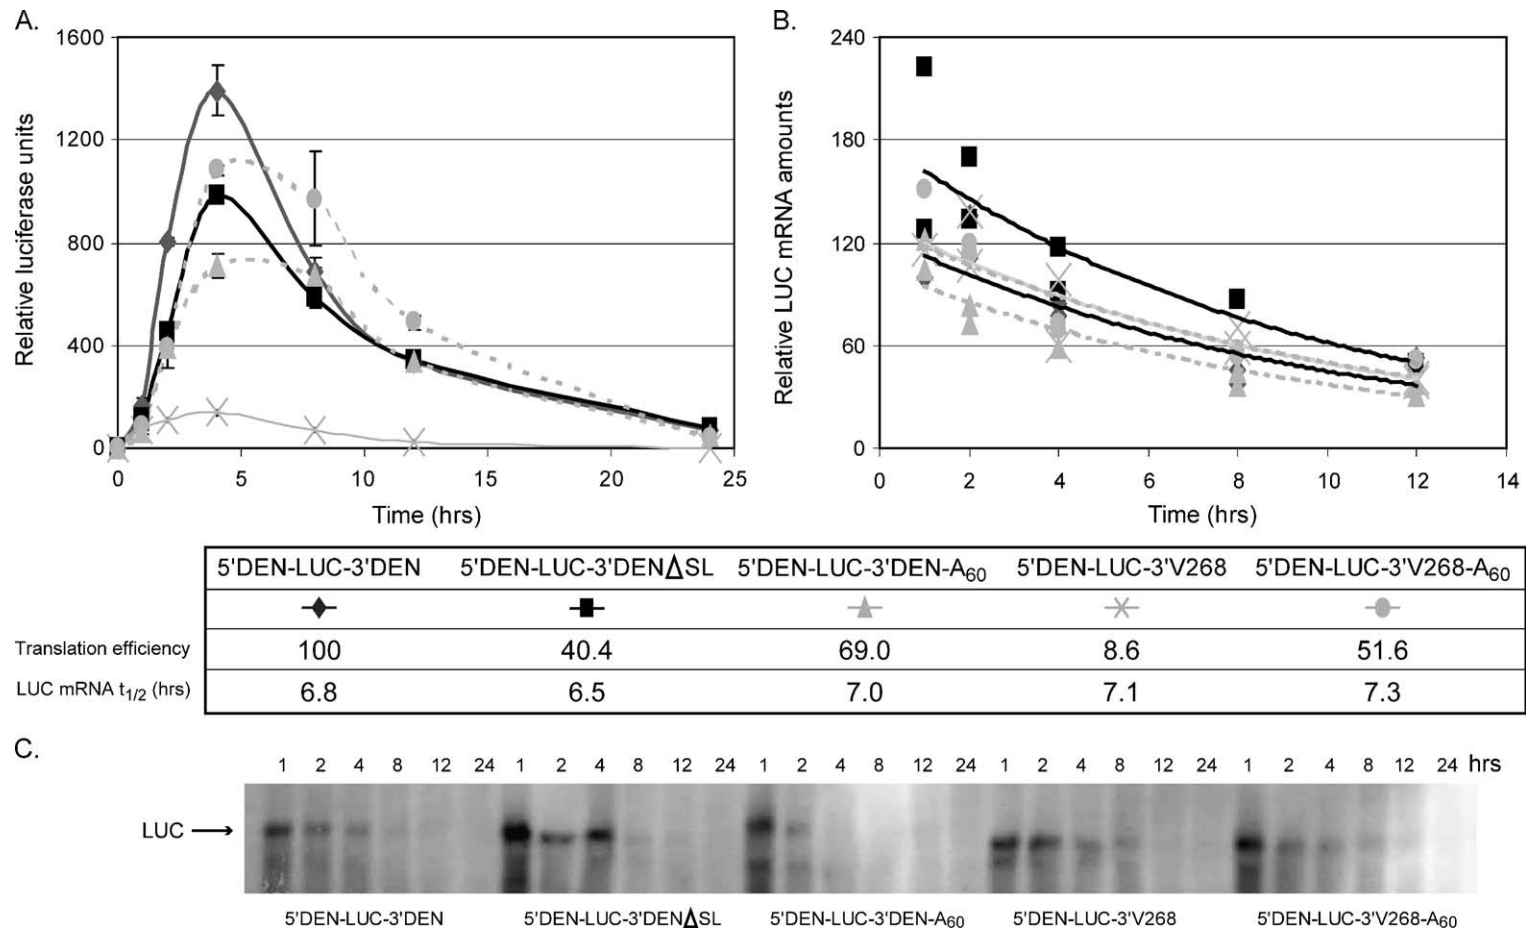 A.
Relative luciferase units
1600
1200
800
400
0
0 5 10 15 20 25
Time (hrs)
B.
Relative LUC mRNA amounts
240
180
120
60
0
0 2 4 6 8 10 12 14
Time (hrs)
5'DEN-LUC-3'DEN 5'DEN-LUC-3'DENΔSL 5'DEN-LUC-3'DEN-A60 5'DEN-LUC-3'V268 5'DEN-LUC-3'V268-A60
Translation efficiency 100 40.4 69.0 8.6 51.6
LUC mRNA t1/2 (hrs) 6.8 6.5 7.0 7.1 7.3
C.
1 2 4 8 12 24 1 2 4 8 12 24 1 2 4 8 12 24 1 2 4 8 12 24 1 2 4 8 12 24 hrs
LUC
5'DEN-LUC-3'DEN 5'DEN-LUC-3'DENΔSL 5'DEN-LUC-3'DEN-A60 5'DEN-LUC-3'V268 5'DEN-LUC-3'V268-A60